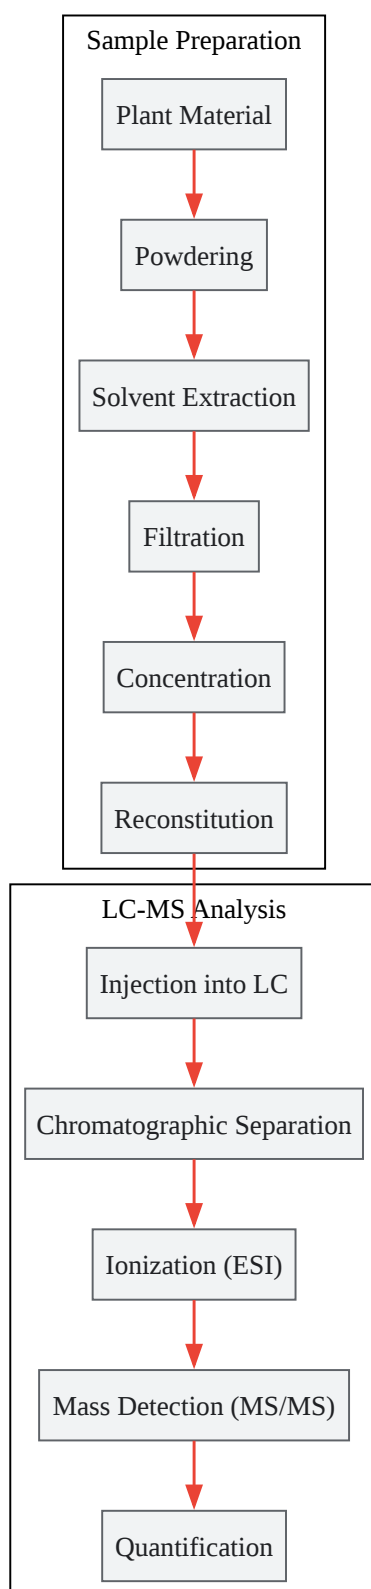 Sample Preparation
Plant Material
Powdering
Solvent Extraction
Filtration
Concentration
Reconstitution
LC-MS Analysis
Injection into LC
Chromatographic Separation
Ionization (ESI)
Mass Detection (MS/MS)
Quantification